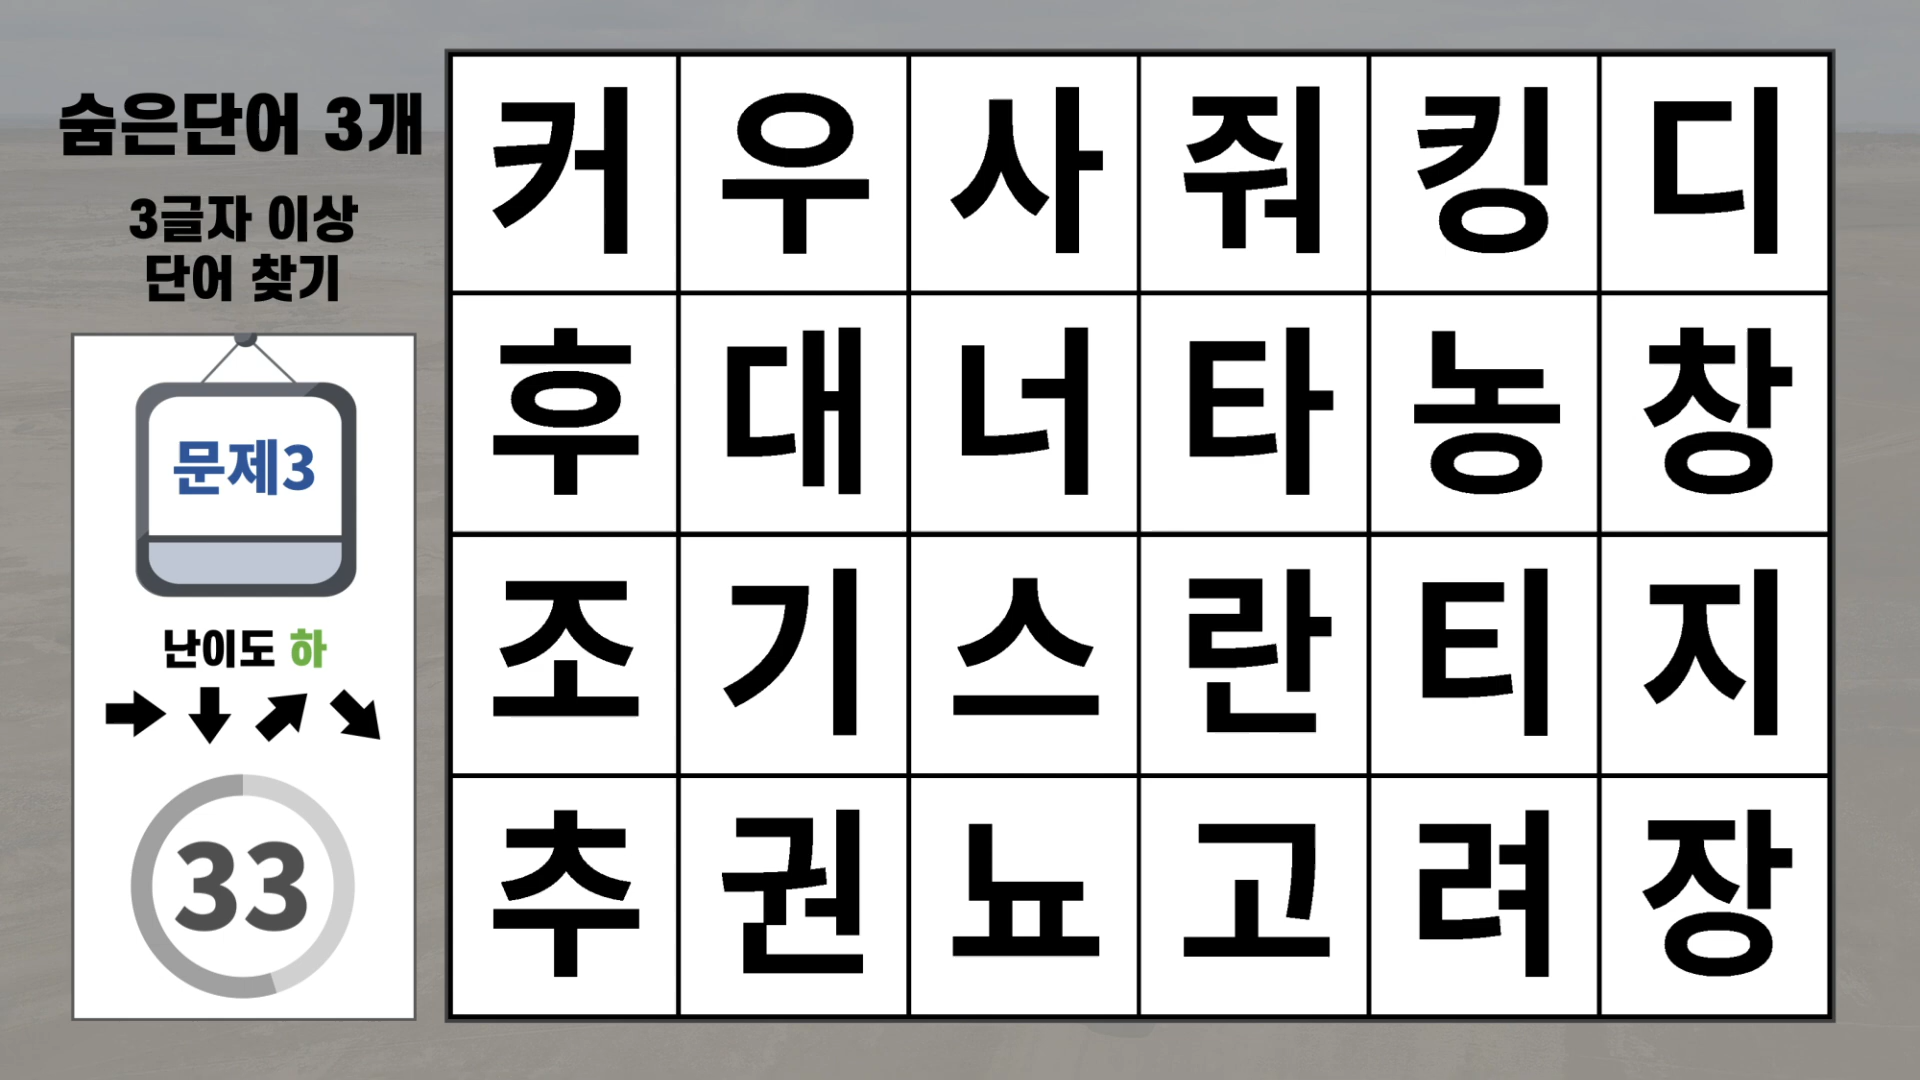 숨은단어 3개
3글자 이상
단어 찾기
문제3
난이도 하
33
커 우 사 줘 킹 디
후 대 너 타 농 창
조 기 스 란 티 지
추 권 뇨 고 려 장